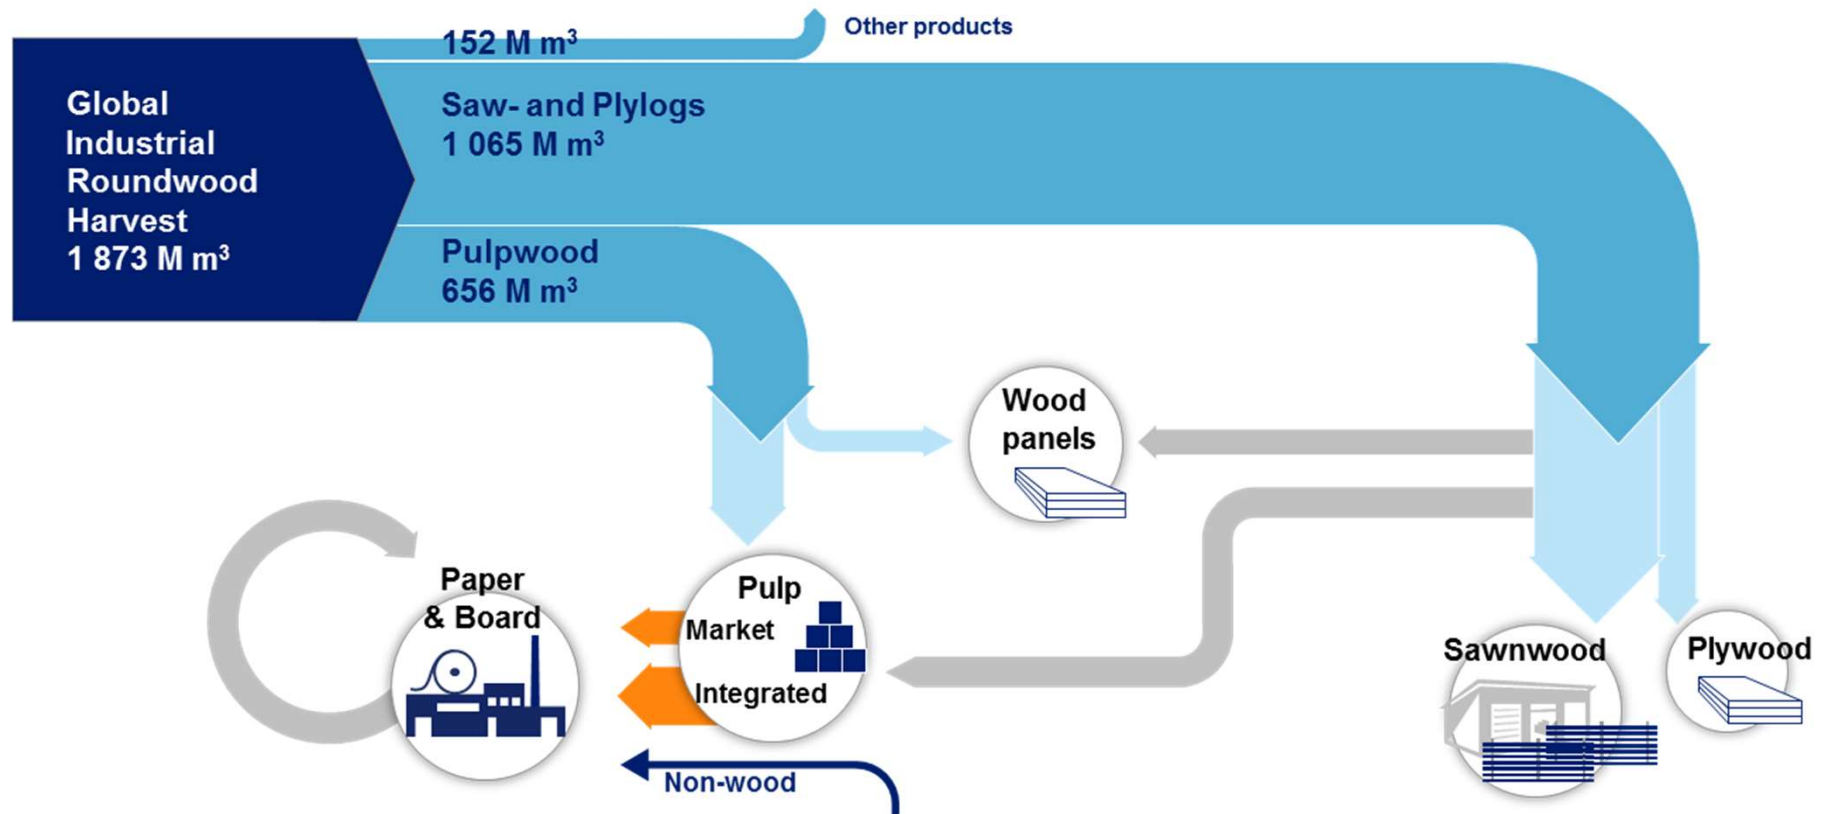 Other products
152 M m³
Global
Industrial
Roundwood
Harvest
1 873 M m³
Saw- and Plylogs
1 065 M m³
Pulpwood
656 M m³
Wood
panels
Paper
& Board
Pulp
Market
Integrated
Non-wood
Sawnwood
Plywood